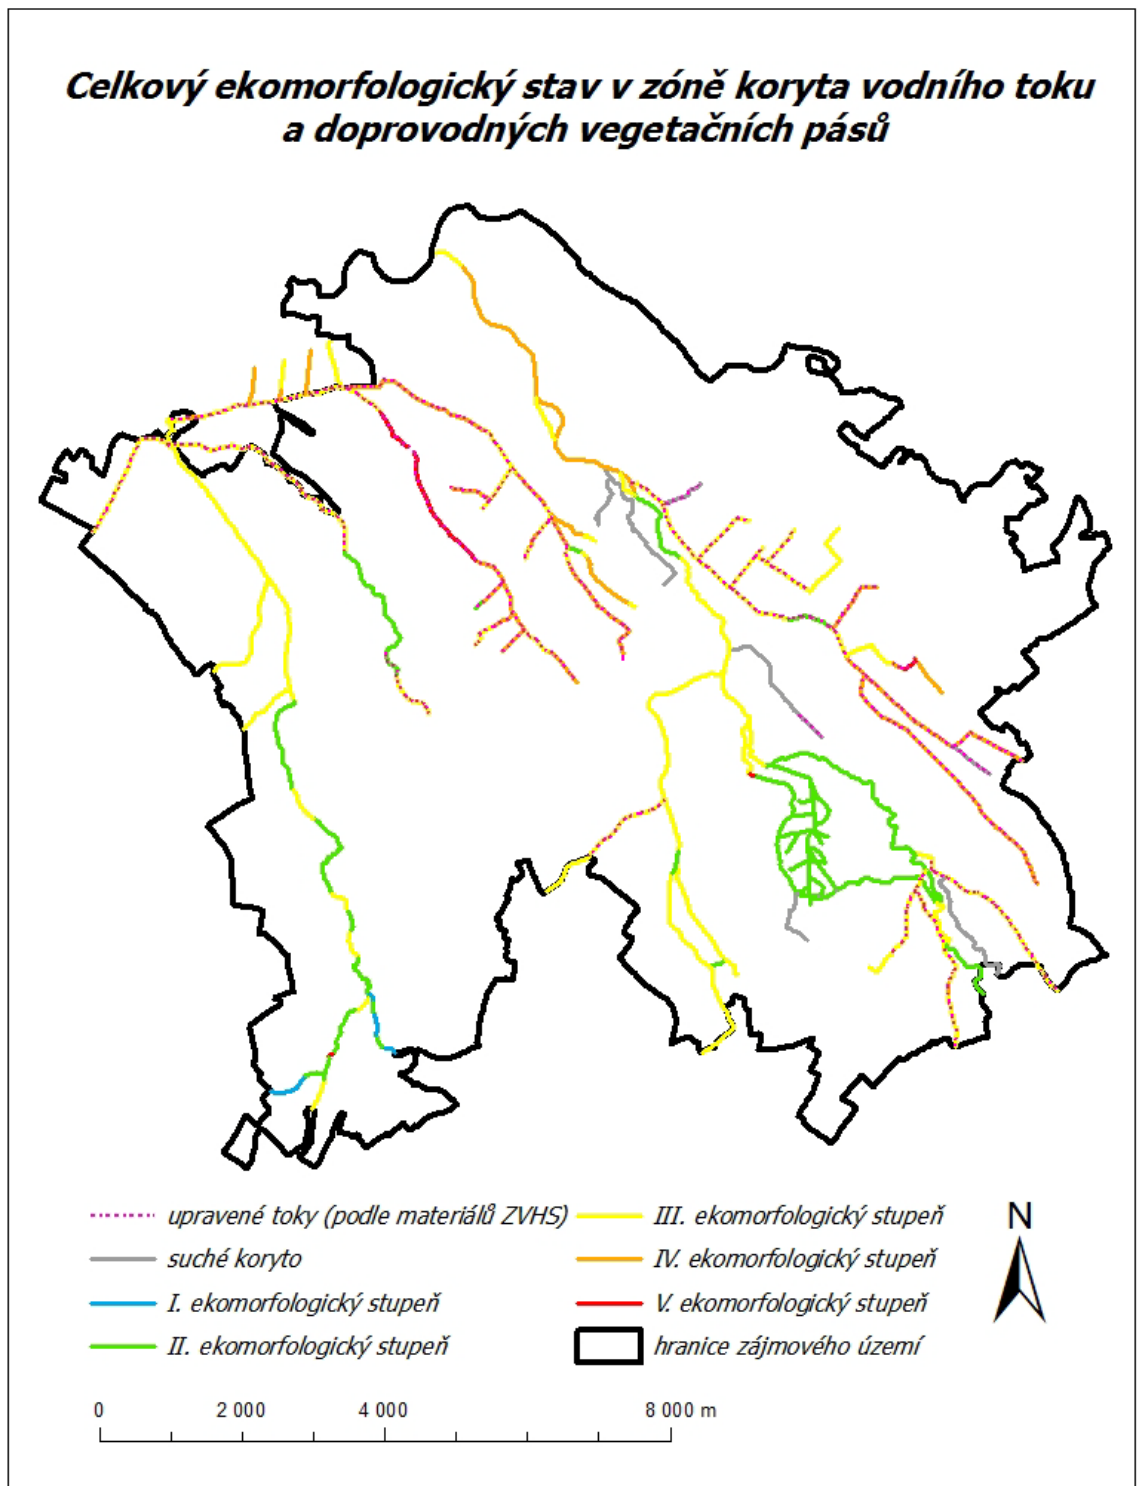 Celkový ekomorfologický stav v zóně koryta vodního toku
a doprovodných vegetačních pásů
upravené toky (podle materiálů ZVHS)
suché koryto
I. ekomorfologický stupeň
II. ekomorfologický stupeň
III. ekomorfologický stupeň
IV. ekomorfologický stupeň
V. ekomorfologický stupeň
hranice zájmového území
N
0 2 000 4 000 8 000 m